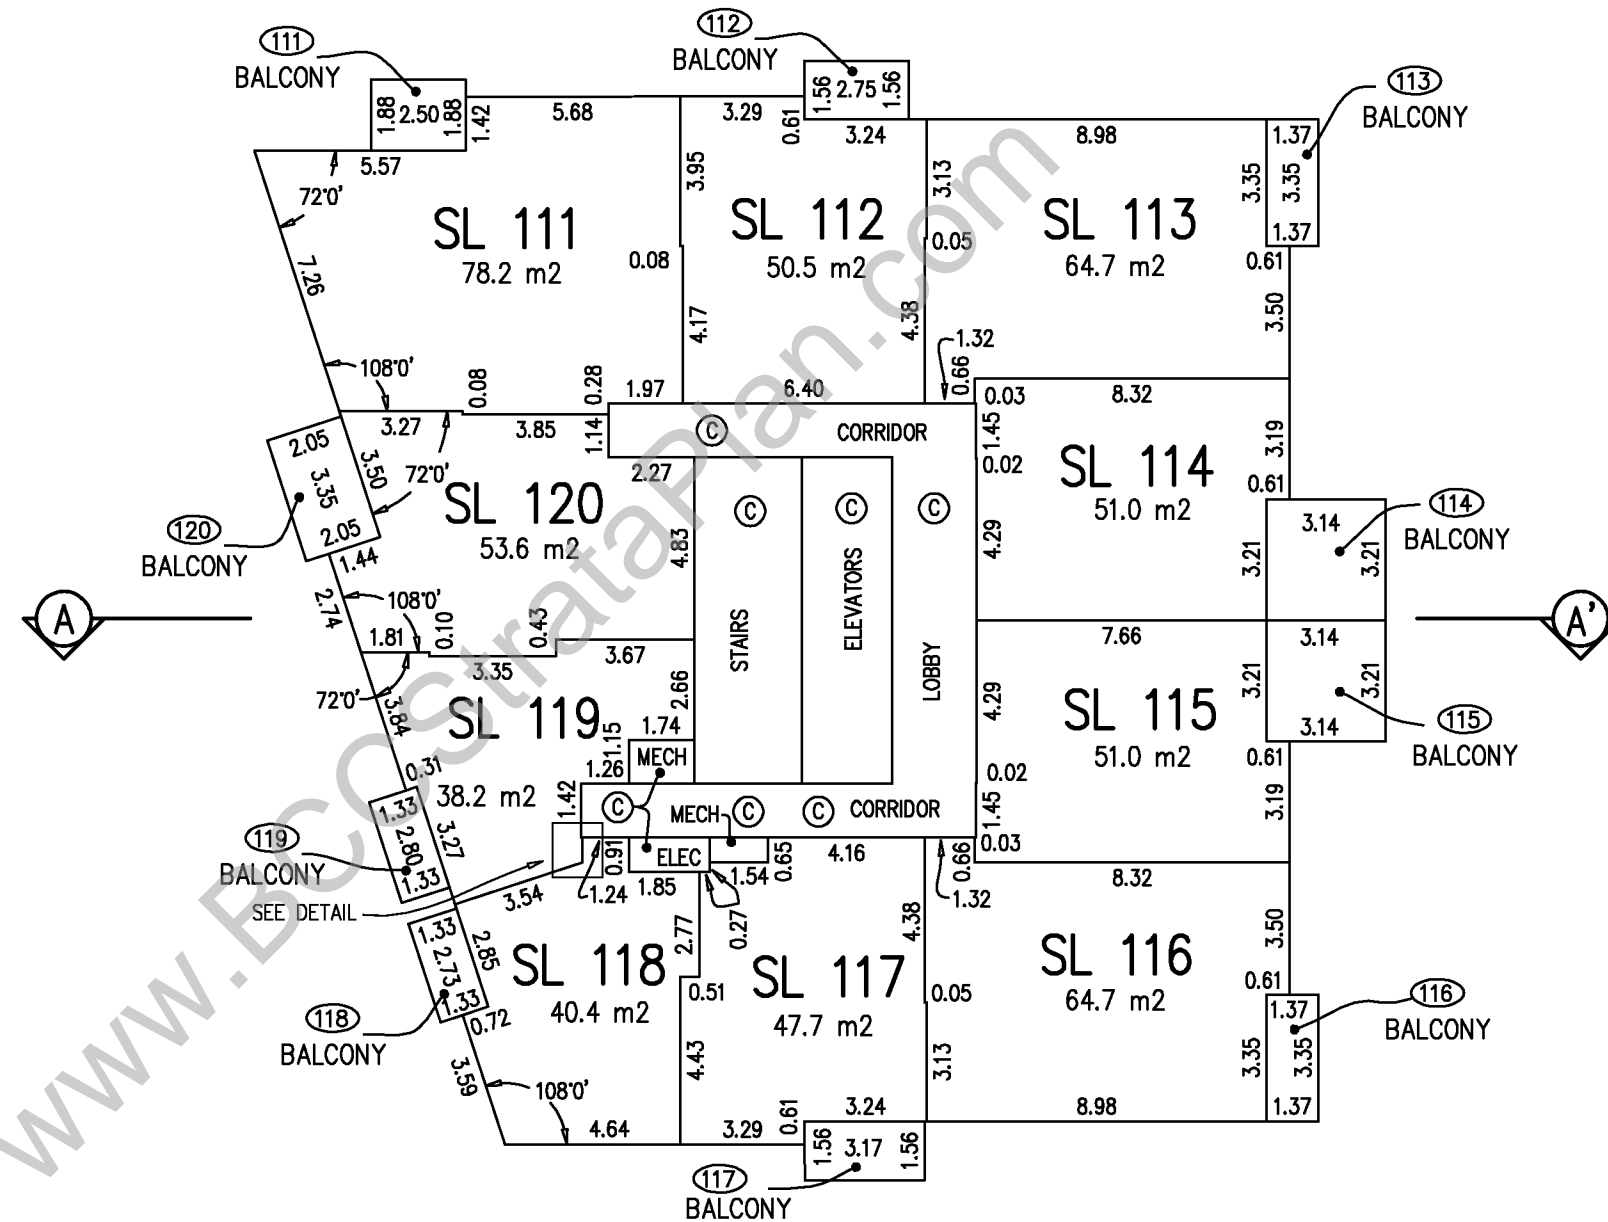 112
BALCONY
111
BALCONY
113
BALCONY
1.88
2.50
1.88
1.42
5.68
3.29
0.61
1.56
2.75
1.56
3.24
8.98
1.37
3.35
3.35
1.37
5.57
72°0'
3.95
3.13
SL 111
78.2 m2
SL 112
50.5 m2
SL 113
64.7 m2
0.08
0.05
0.61
7.26
4.17
4.38
3.50
1.32
108°0'
0.08
0.28
1.97
6.40
0.66
0.03
8.32
3.27
3.85
1.14
C
CORRIDOR
1.45
3.19
2.05
3.50
3.35
2.05
72°0'
2.27
0.02
0.61
SL 120
53.6 m2
C
C
C
SL 114
51.0 m2
120
BALCONY
114
BALCONY
3.14
3.21
3.21
1.44
4.83
4.29
A
A'
2.74
108°0'
0.10
0.43
1.81
3.35
3.67
STAIRS
ELEVATORS
LOBBY
7.66
3.14
72°0'
3.84
2.66
4.29
3.21
3.21
3.14
SL 119
38.2 m2
SL 115
51.0 m2
115
BALCONY
1.15
1.74
MECH
1.26
0.31
1.42
0.02
0.61
C
MECH
C
C
CORRIDOR
1.45
3.19
1.33
2.80
1.33
3.27
119
BALCONY
SEE DETAIL
3.54
1.24
0.91
ELEC
1.85
1.54
0.65
4.16
0.66
0.03
8.32
1.32
0.27
1.33
2.73
1.33
2.85
2.77
4.38
3.50
SL 118
40.4 m2
SL 117
47.7 m2
SL 116
64.7 m2
0.51
0.05
0.61
118
BALCONY
116
BALCONY
0.72
3.59
108°0'
4.43
3.13
1.37
3.35
3.35
1.37
4.64
3.29
0.61
3.24
8.98
1.56
3.17
1.56
117
BALCONY
www.BCCStrataPlan.com